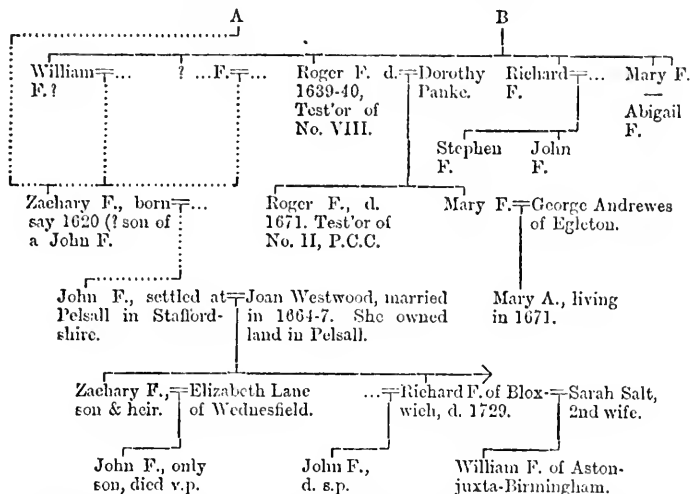 A B
William ... ? ... F. ... Roger F. d. Dorothy Richard ... Mary F.
F. ? 1639-40, Panke. F.
Test'or of Abigail
No. VIII. F.
Stephen John
F. F.
Zachary F., born ... Roger F., d. Mary F. George Andrewes
say 1620 (? son of 1671. Test'or of of Egleton.
a John F. No. II, P.C.C.
John F., settled at Joan Westwood, married Mary A., living
Pelsall in Stafford- in 1664-7. She owned in 1671.
shire. land in Pelsall.
Zachary F., Elizabeth Lane ... Richard F. of Blox- Sarah Salt,
son & heir. of Wednesfield. wich, d. 1729. 2nd wife.
John F., only John F., William F. of Aston-
son, died v.p. d. s.p. juxta-Birmingham.